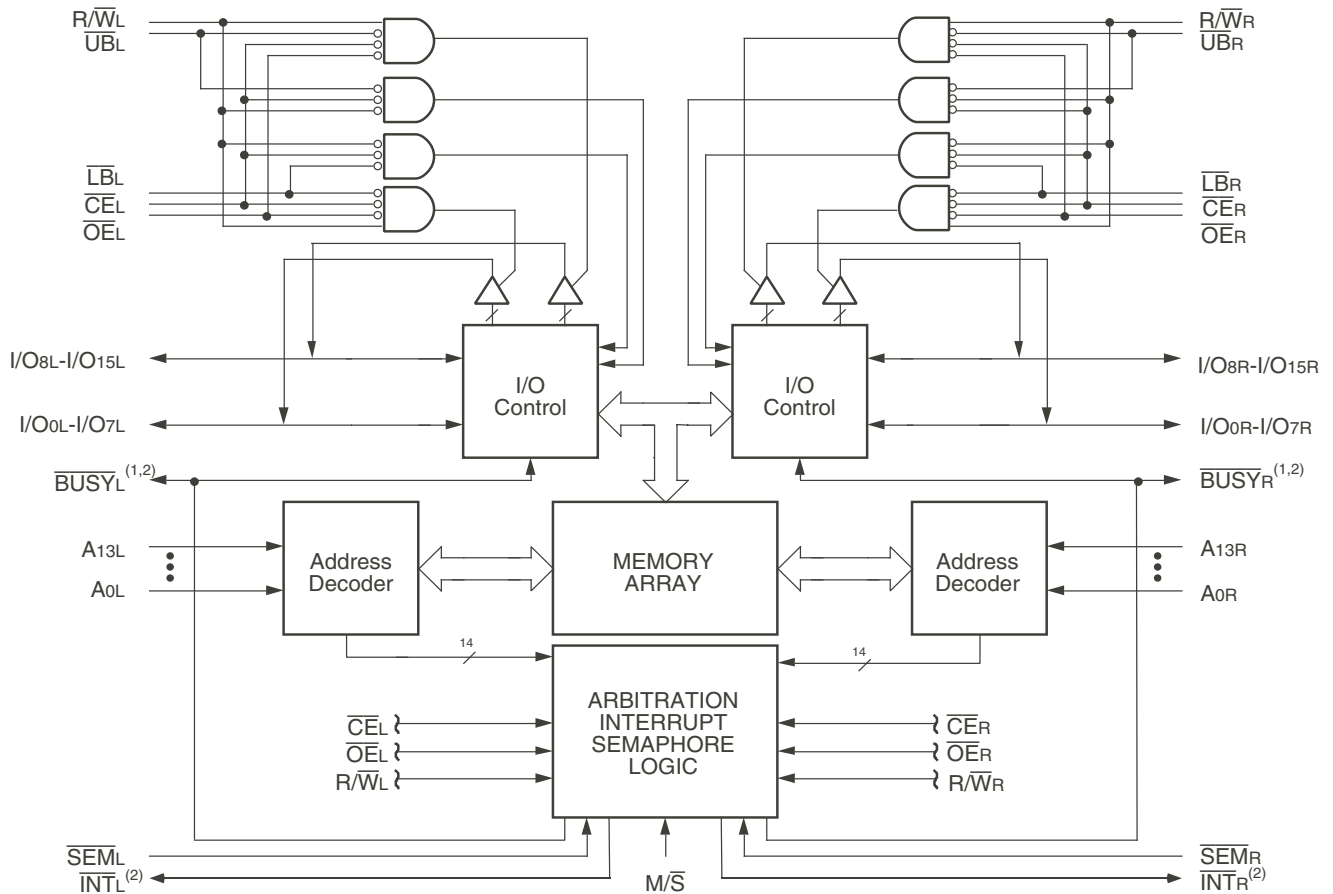 R/W̅L
U̅B̅L
L̅B̅L
C̅E̅L
O̅E̅L
R/W̅R
U̅B̅R
L̅B̅R
C̅E̅R
O̅E̅R
I/O8L-I/O15L
I/O Control
I/O Control
I/O8R-I/O15R
I/O0L-I/O7L
I/O0R-I/O7R
B̅U̅S̅Y̅L(1,2)
B̅U̅S̅Y̅R(1,2)
A13L
A0L
Address
Decoder
MEMORY
ARRAY
Address
Decoder
A13R
A0R
14
14
ARBITRATION
INTERRUPT
SEMAPHORE
LOGIC
C̅E̅L
O̅E̅L
R/W̅L
C̅E̅R
O̅E̅R
R/W̅R
S̅E̅M̅L
I̅N̅T̅L(2)
M/S̅
S̅E̅M̅R
I̅N̅T̅R(2)